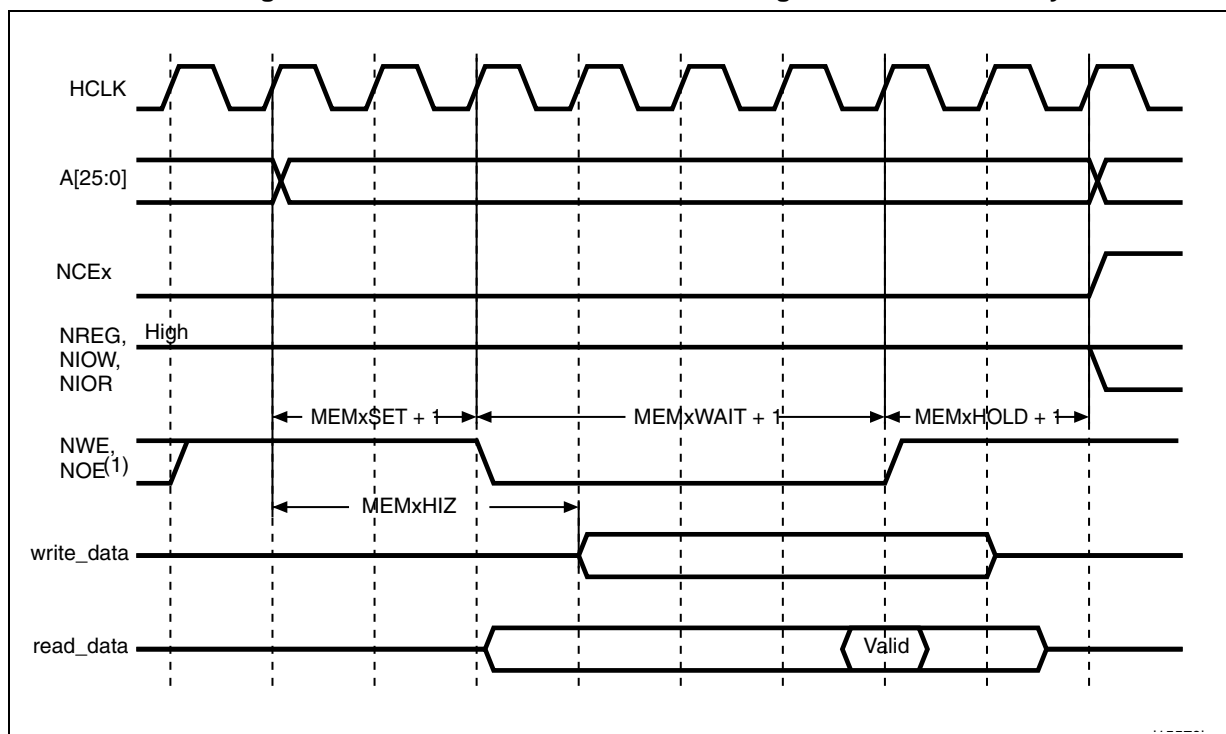 HCLK
A[25:0]
NCEx
NREG, High
NIOW,
NIOR
MEMxSET + 1 MEMxWAIT + 1 MEMxHOLD + 1
NWE,
NOE(1)
MEMxHIZ
write_data
read_data Valid